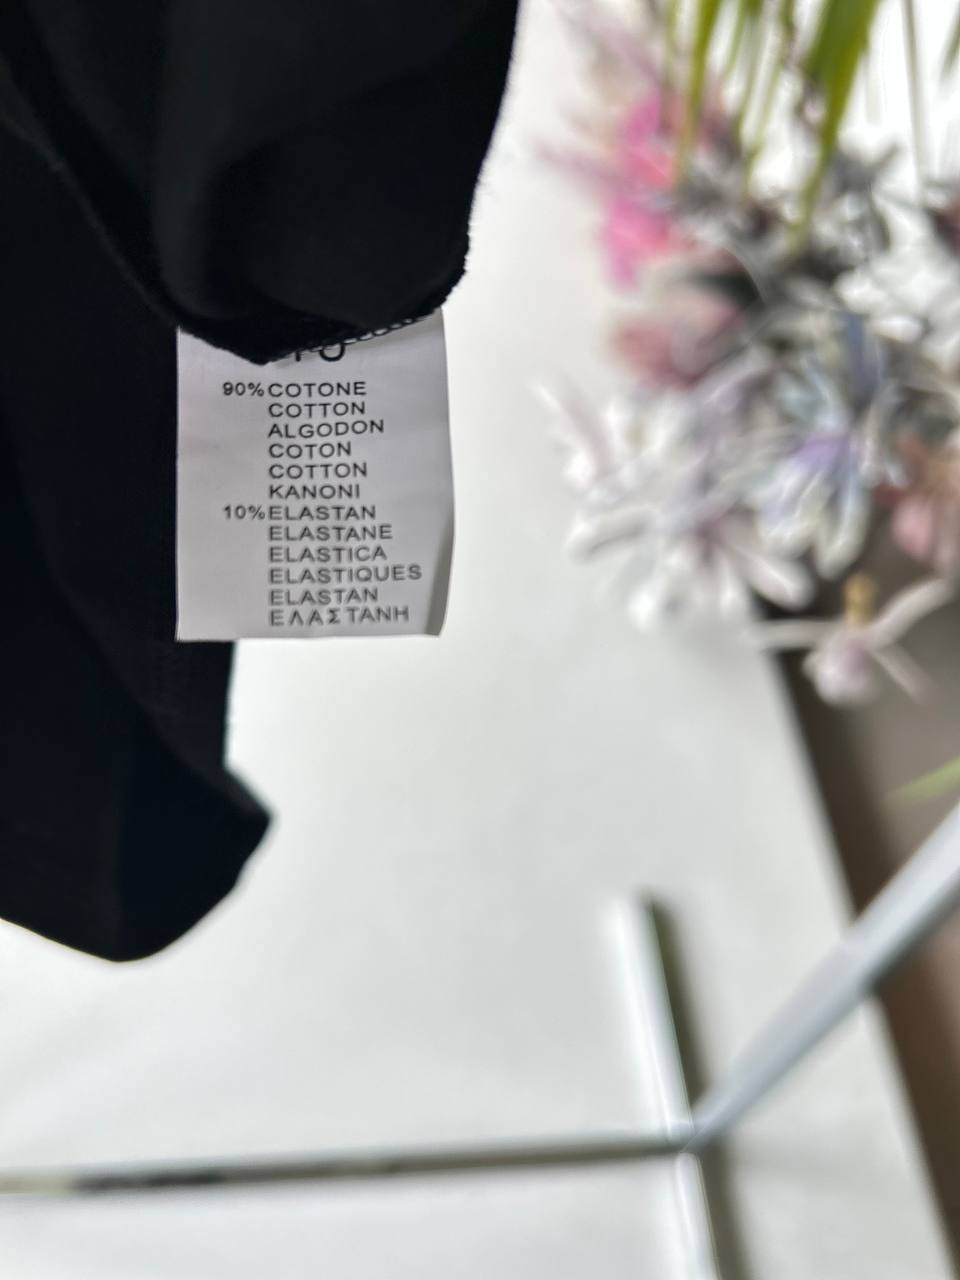 90%COTONE
COTTON
ALGODON
COTON
COTTON
KANONI
10%ELASTAN
ELASTANE
ELASTICA
ELASTIQUES
ELASTAN
ΕΛΑΣΤΑΝΗ